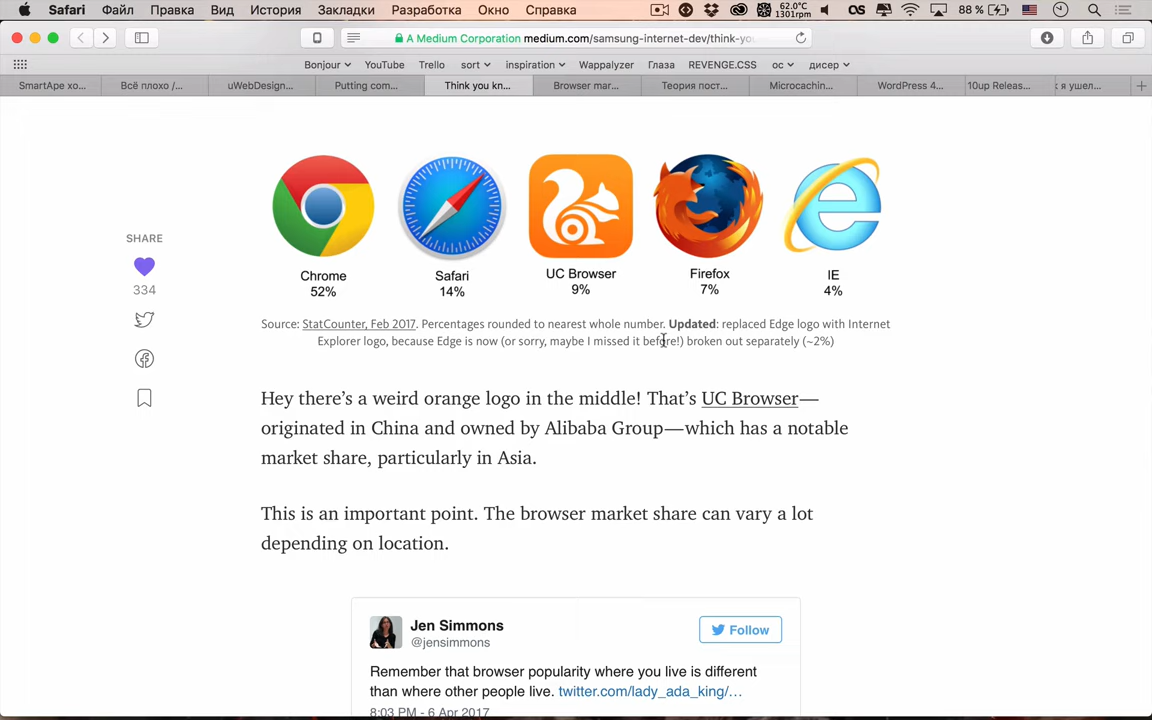 Safari Файл Правка Вид История Закладки Разработка Окно Справка 62.0°C 1301rpm 88 %
A Medium Corporation medium.com/samsung-internet-dev/think-yo
Bonjour YouTube Trello sort inspiration Wappalyzer Глаза REVENGE.CSS ос дисер
SmartApe хо... Всё плохо /... uWebDesign... Putting com... Think you kn... Browser mar... Теория пост... Microcachin... WordPress 4... 10up Releas... к я ушел...
Chrome Safari UC Browser Firefox IE
52% 14% 9% 7% 4%
Source: StatCounter, Feb 2017. Percentages rounded to nearest whole number. Updated: replaced Edge logo with Internet
Explorer logo, because Edge is now (or sorry, maybe I missed it before!) broken out separately (~2%)
SHARE
334
Hey there’s a weird orange logo in the middle! That’s UC Browser—
originated in China and owned by Alibaba Group—which has a notable
market share, particularly in Asia.
This is an important point. The browser market share can vary a lot
depending on location.
Jen Simmons
@jensimmons
Follow
Remember that browser popularity where you live is different
than where other people live. twitter.com/lady_ada_king/…
8:03 PM - 6 Apr 2017